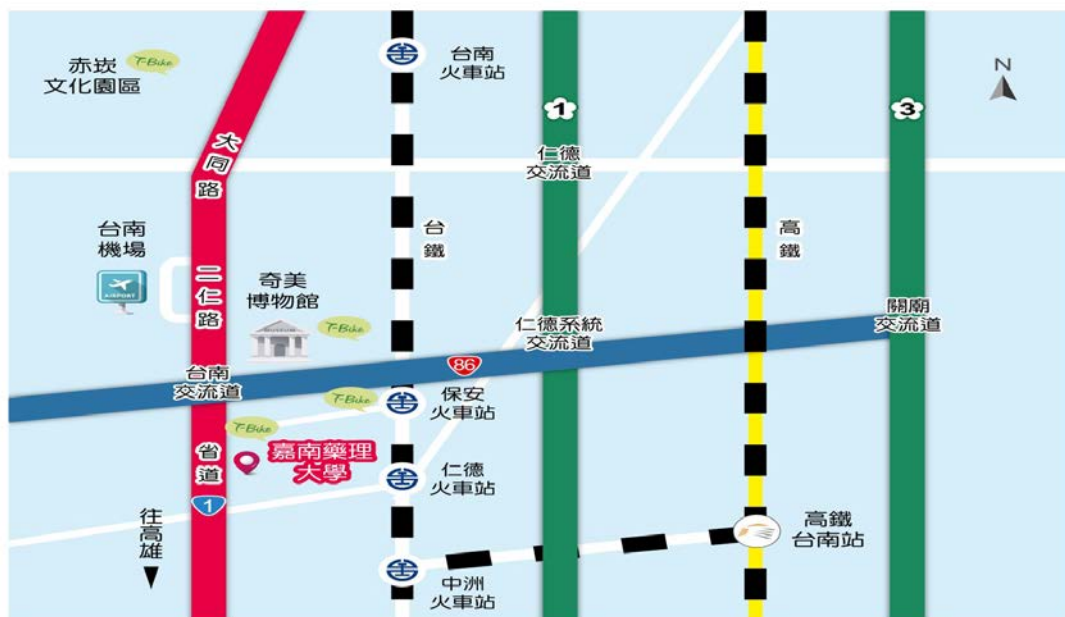 赤崁
文化園區
T-Bike
台南
火車站
N
1
3
大同路
仁德
交流道
台南
機場
AIRPORT
二仁路
奇美
博物館
MUSEUM
T-Bike
台鐵
高鐵
仁德系統
交流道
關廟
交流道
86
台南
交流道
T-Bike
保安
火車站
T-Bike
嘉南藥理
大學
省道
1
仁德
火車站
往高雄
高鐵
台南站
中洲
火車站